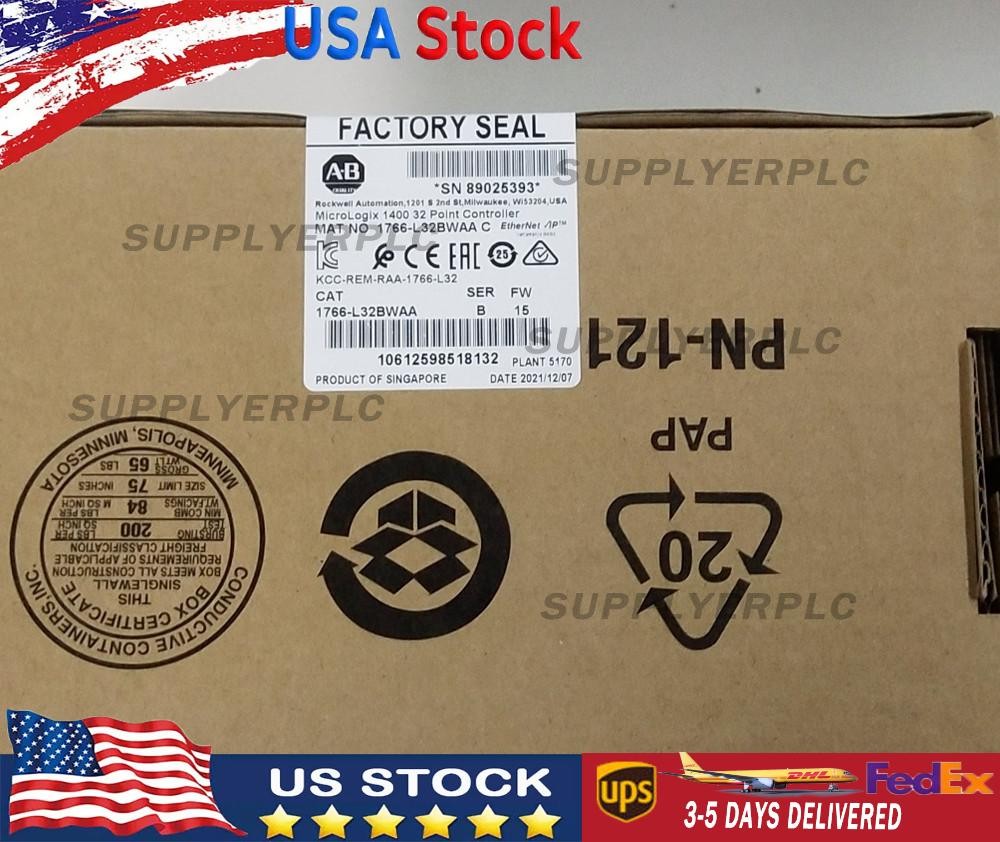 USA Stock
FACTORY SEAL
A·B
QUALITY
*SN 89025393*
Rockwell Automation,1201 S 2nd St,Milwaukee, WI53204,USA
MicroLogix 1400 32 Point Controller
MAT NO 1766-L32BWAA C EtherNet/IP™
KCC-REM-RAA-1766-L32
CE EAC 25
CAT SER FW
1766-L32BWAA B 15
10612598518132 PLANT 5170
PRODUCT OF SINGAPORE DATE 2021/12/07
SUPPLYERPLC
SUPPLYERPLC
SUPPLYERPLC
SUPPLYERPLC
SUPPLYERPLC
PN-121
PAP
20
CONDUCTIVE CONTAINERS, INC.
BOX CERTIFICATE
THIS
SINGLEWALL
BOX MEETS ALL CONSTRUCTION
REQUIREMENTS OF APPLICABLE
FREIGHT CLASSIFICATION
BURSTING TEST 200 LBS PER SQ INCH
MIN COMB WT.FACINGS 84 LBS PER M SQ INCH
SIZE LIMIT 75 INCHES
GROSS WT.LT 65 LBS
MINNEAPOLIS, MINNESOTA
US STOCK
ups
DHL
FedEx
3-5 DAYS DELIVERED